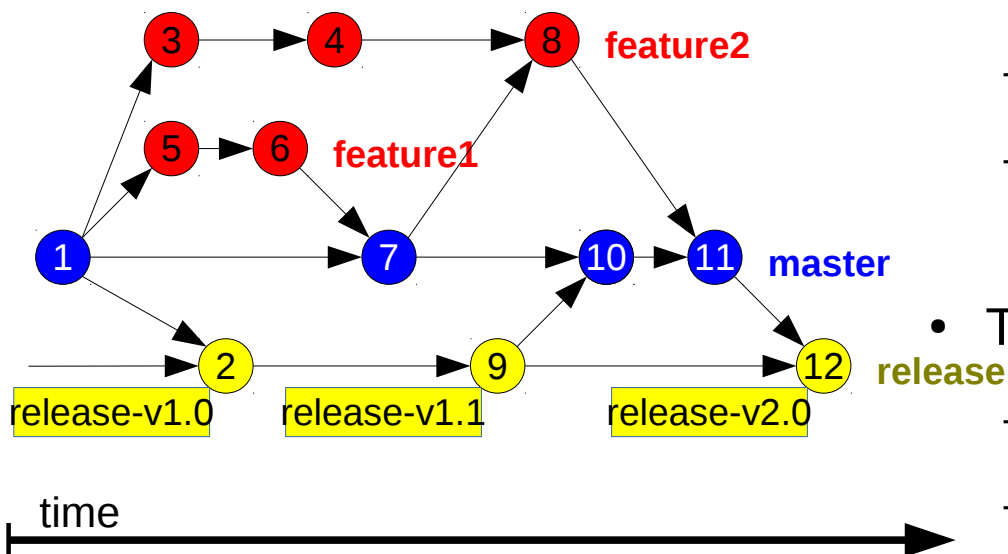 3 4 8 feature2
5 6 feature1
1 7 10 11 master
• T
2 9 12 release
release-v1.0 release-v1.1 release-v2.0
time